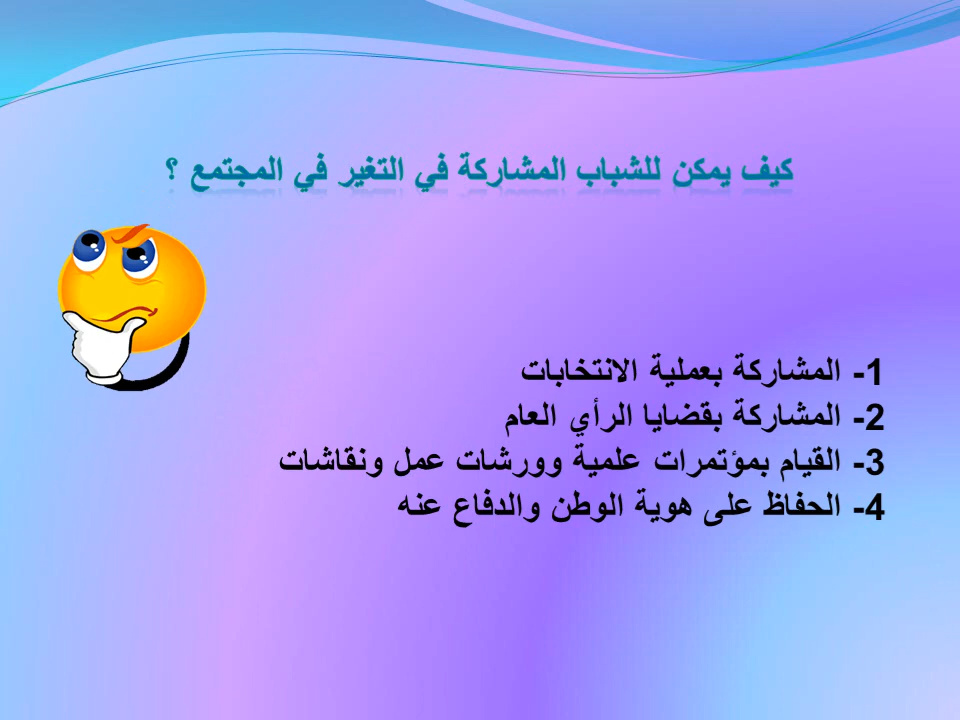 كيف يمكن للشباب المشاركة في التغير في المجتمع ؟
1- المشاركة بعملية الانتخابات
2- المشاركة بقضايا الرأي العام
3- القيام بمؤتمرات علمية وورشات عمل ونقاشات
4- الحفاظ على هوية الوطن والدفاع عنه